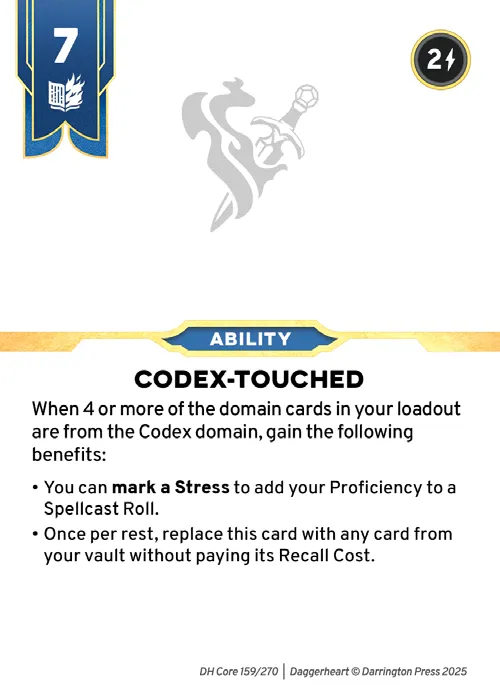 7
2
ABILITY
CODEX-TOUCHED
When 4 or more of the domain cards in your loadout
are from the Codex domain, gain the following
benefits:
• You can mark a Stress to add your Proficiency to a
Spellcast Roll.
• Once per rest, replace this card with any card from
your vault without paying its Recall Cost.
DH Core 159/270 | Daggerheart © Darrington Press 2025